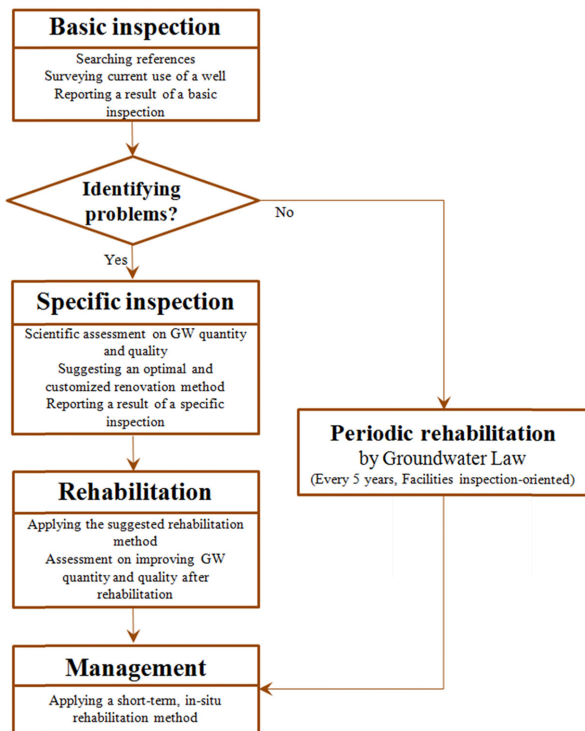 Basic inspection
Searching references
Surveying current use of a well
Reporting a result of a basic
inspection
Identifying
problems?
No
Yes
Specific inspection
Scientific assessment on GW quantity
and quality
Suggesting an optimal and
customized renovation method
Reporting a result of a specific
inspection
Periodic rehabilitation
by Groundwater Law
(Every 5 years, Facilities inspection-oriented)
Rehabilitation
Applying the suggested rehabilitation
method
Assessment on improving GW
quantity and quality after
rehabilitation
Management
Applying a short-term, in-situ
rehabilitation method